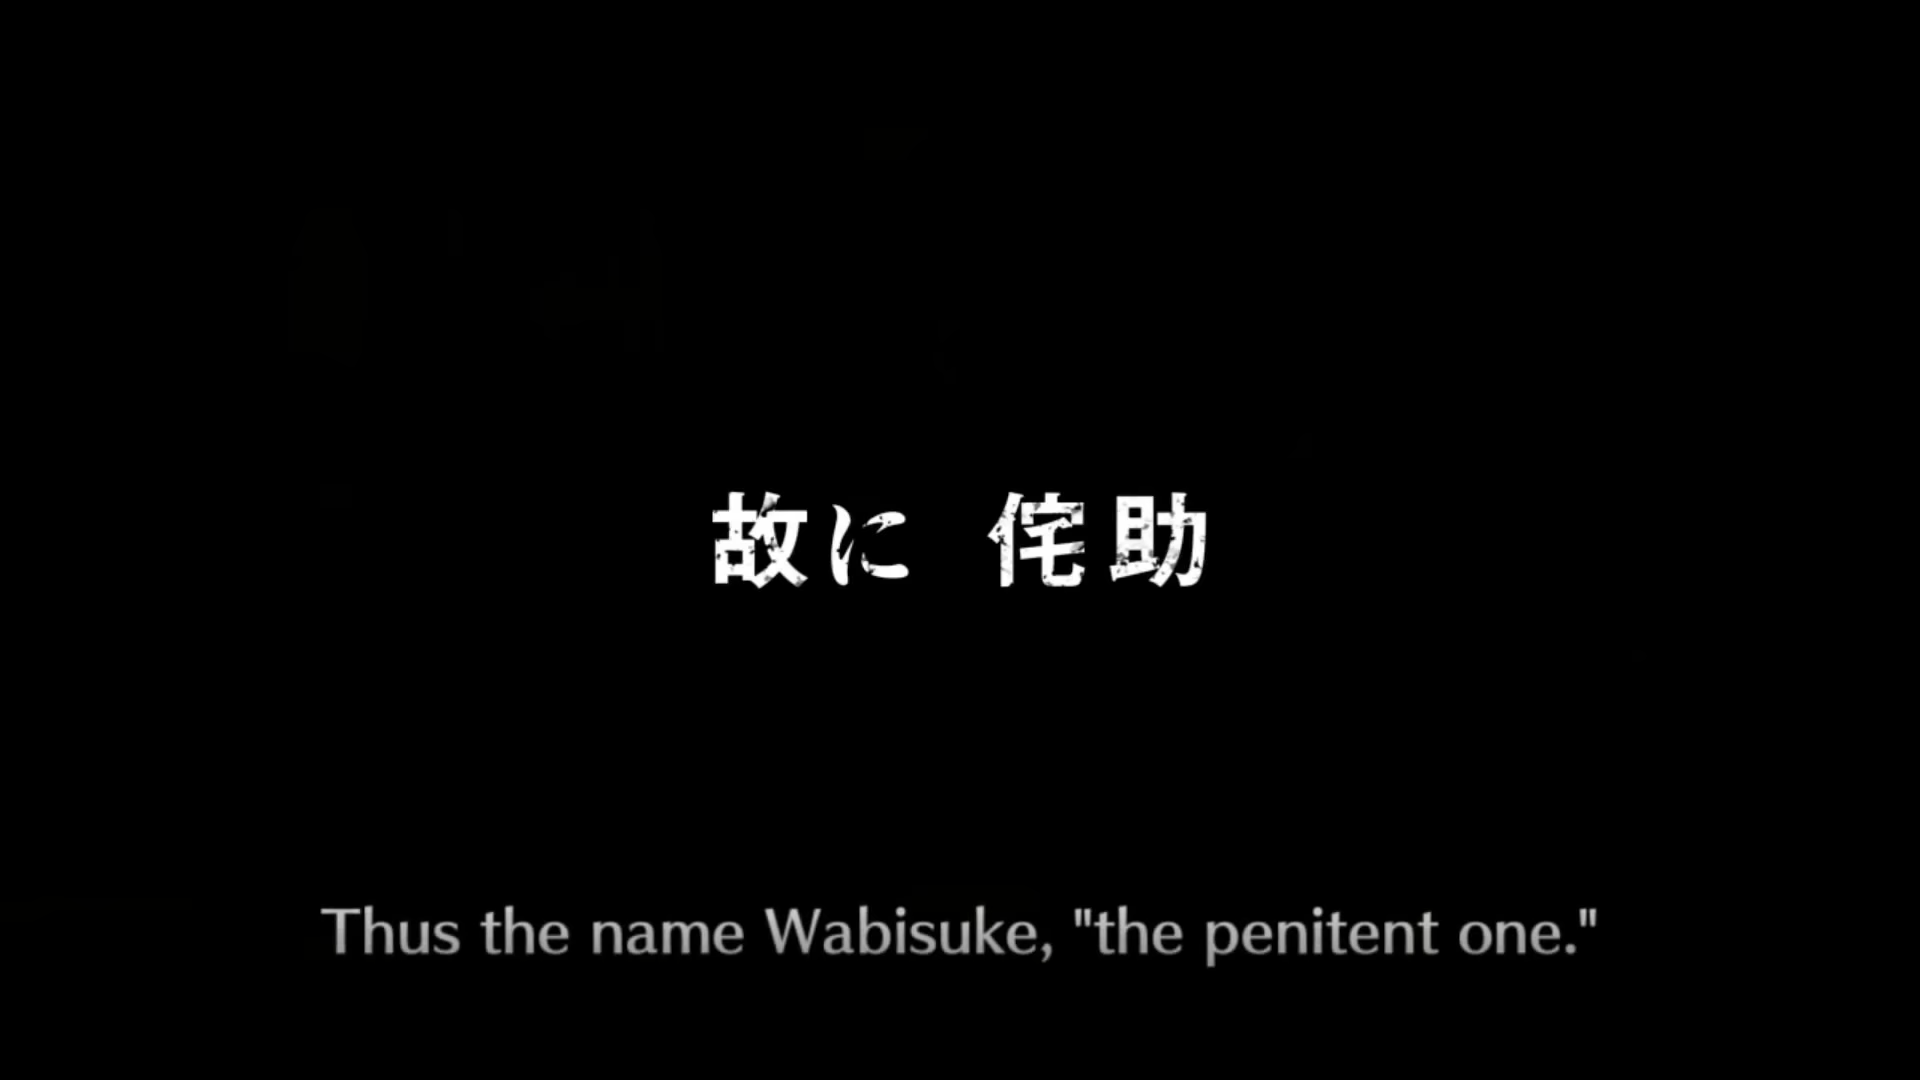 故に 侘助
Thus the name Wabisuke, "the penitent one."